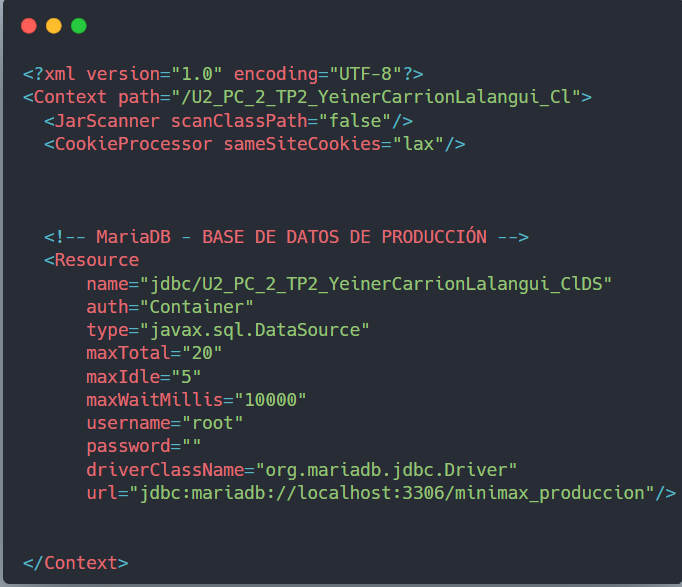 <?xml version="1.0" encoding="UTF-8"?>
<Context path="/U2_PC_2_TP2_YeinerCarrionLalangui_Cl">
<JarScanner scanClassPath="false"/>
<CookieProcessor sameSiteCookies="lax"/>
<!-- MariaDB - BASE DE DATOS DE PRODUCCIÓN -->
<Resource
name="jdbc/U2_PC_2_TP2_YeinerCarrionLalangui_ClDS"
auth="Container"
type="javax.sql.DataSource"
maxTotal="20"
maxIdle="5"
maxWaitMillis="10000"
username="root"
password=""
driverClassName="org.mariadb.jdbc.Driver"
url="jdbc:mariadb://localhost:3306/minimax_produccion"/>
</Context>